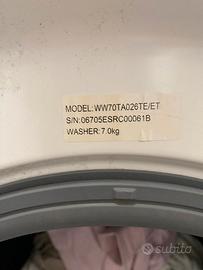 MODEL: WW70TA026TE/ET
S/N: 06705ESRC00061B
WASHER: 7.0kg
subito